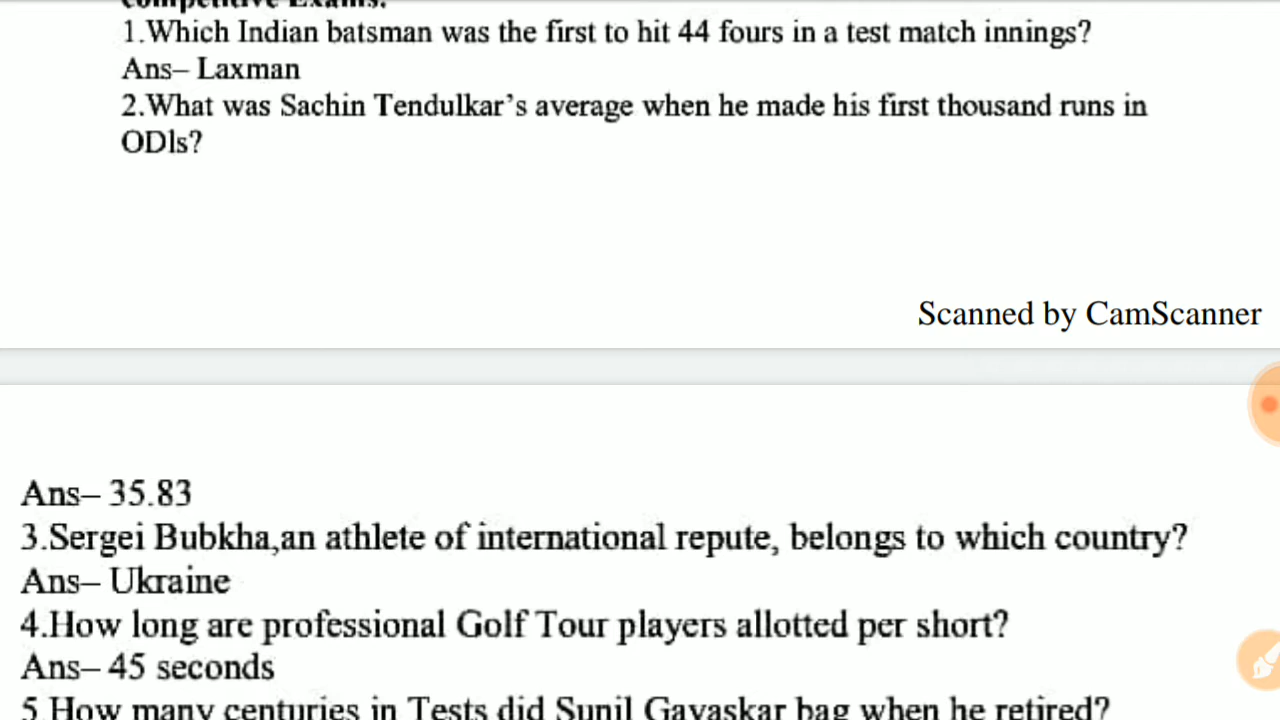 Competitive Exams.
1.Which Indian batsman was the first to hit 44 fours in a test match innings?
Ans– Laxman
2.What was Sachin Tendulkar’s average when he made his first thousand runs in
ODls?
Scanned by CamScanner
Ans– 35.83
3.Sergei Bubkha,an athlete of international repute, belongs to which country?
Ans– Ukraine
4.How long are professional Golf Tour players allotted per short?
Ans– 45 seconds
5.How many centuries in Tests did Sunil Gavaskar bag when he retired?